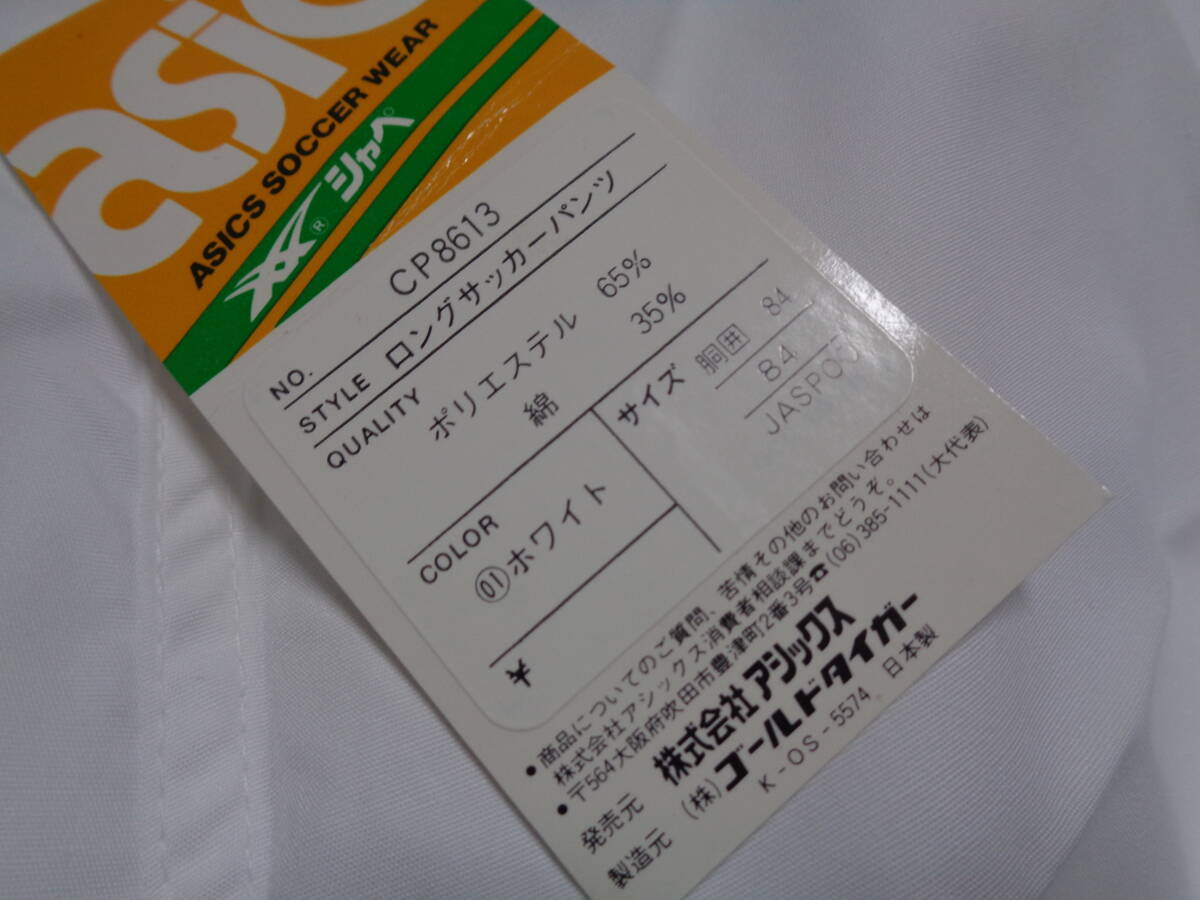 asic
ASICS SOCCER WEAR
® シャペ
NO. CP8613
STYLE ロングサッカーパンツ
QUALITY
ポリエステル 65%
綿 35%
COLOR
01 ホワイト
サイズ
胴囲 84
84
JASPO
¥
・商品についてのご質問、苦情その他のお問い合わせは
株式会社アシックス消費者相談課までどうぞ。
・〒564大阪府吹田市豊津町2番3号☎(06)385-1111(大代表)
発売元 株式会社アシックス
製造元 (株)ゴールドタイガー
K-OS-5574 日本製